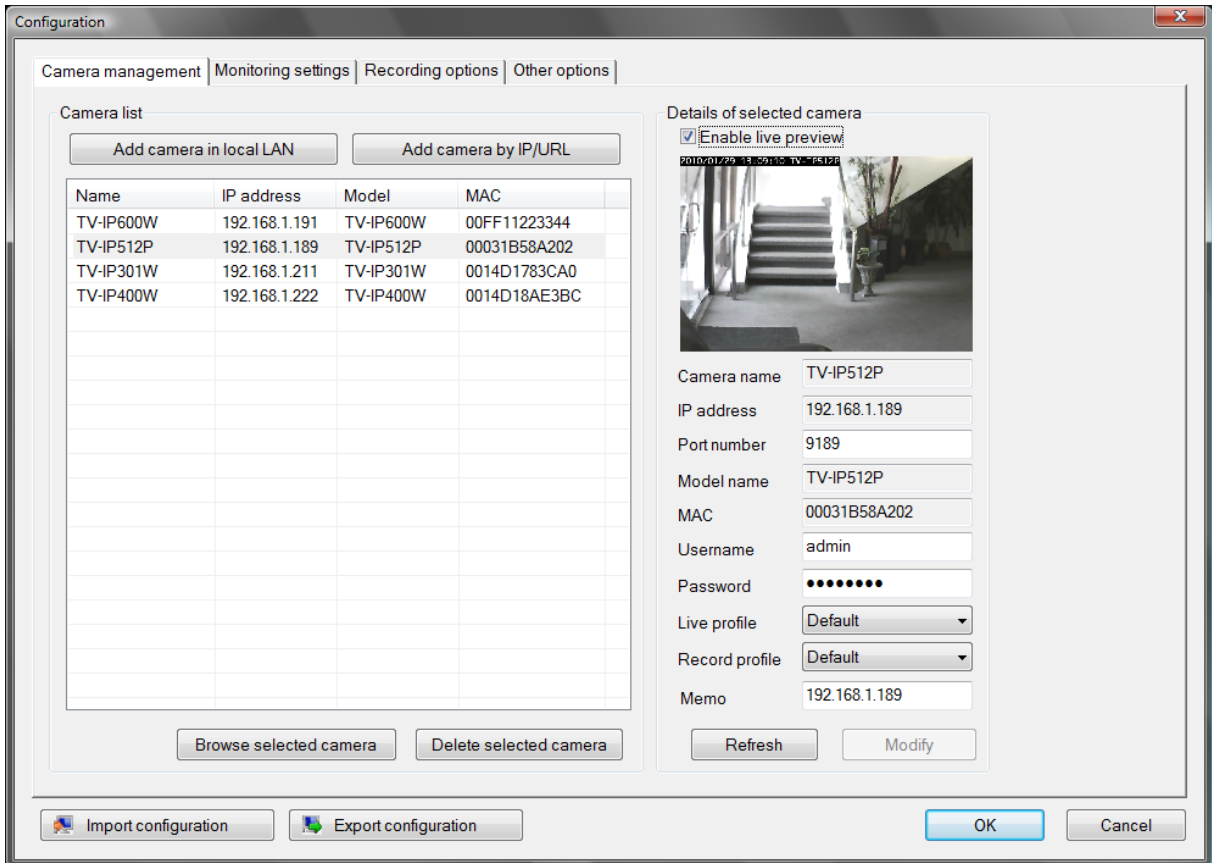 Configuration
Camera management Monitoring settings Recording options Other options
Camera list
Add camera in local LAN Add camera by IP/URL
Name IP address Model MAC
TV-IP600W 192.168.1.191 TV-IP600W 00FF11223344
TV-IP512P 192.168.1.189 TV-IP512P 00031B58A202
TV-IP301W 192.168.1.211 TV-IP301W 0014D1783CA0
TV-IP400W 192.168.1.222 TV-IP400W 0014D18AE3BC
Browse selected camera Delete selected camera
Details of selected camera
Enable live preview
2010/01/29 TV-IP512P
Camera name TV-IP512P
IP address 192.168.1.189
Port number 9189
Model name TV-IP512P
MAC 00031B58A202
Username admin
Password ••••••••
Live profile Default
Record profile Default
Memo 192.168.1.189
Refresh Modify
Import configuration Export configuration OK Cancel